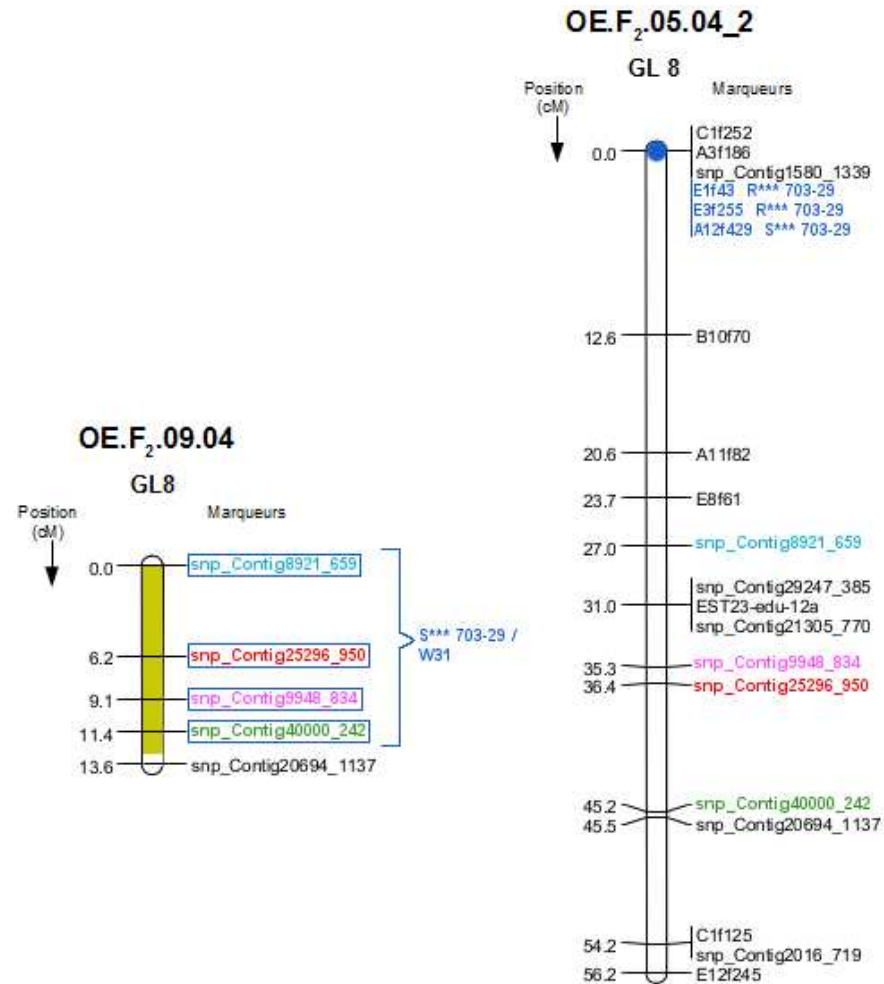 OE.F2.05.04_2
GL 8
Position
(cM)
Marqueurs
C1f252
0.0
A3f186
snp_Contig1580_1339
E1f43 R*** 703-29
E3f255 R*** 703-29
A12f429 S*** 703-29
12.6
B10f70
20.6
A11f82
23.7
E8f61
27.0
snp_Contig8921_659
snp_Contig29247_385
31.0
EST23-edu-12a
snp_Contig21305_770
35.3
snp_Contig9948_834
36.4
snp_Contig25296_950
45.2
snp_Contig40000_242
45.5
snp_Contig20694_1137
C1f125
54.2
snp_Contig2016_719
56.2
E12f245
OE.F2.09.04
GL8
Position
(cM)
Marqueurs
0.0
snp_Contig8921_659
6.2
snp_Contig25296_950
9.1
snp_Contig9948_834
11.4
snp_Contig40000_242
13.6
snp_Contig20694_1137
S*** 703-29 /
W31